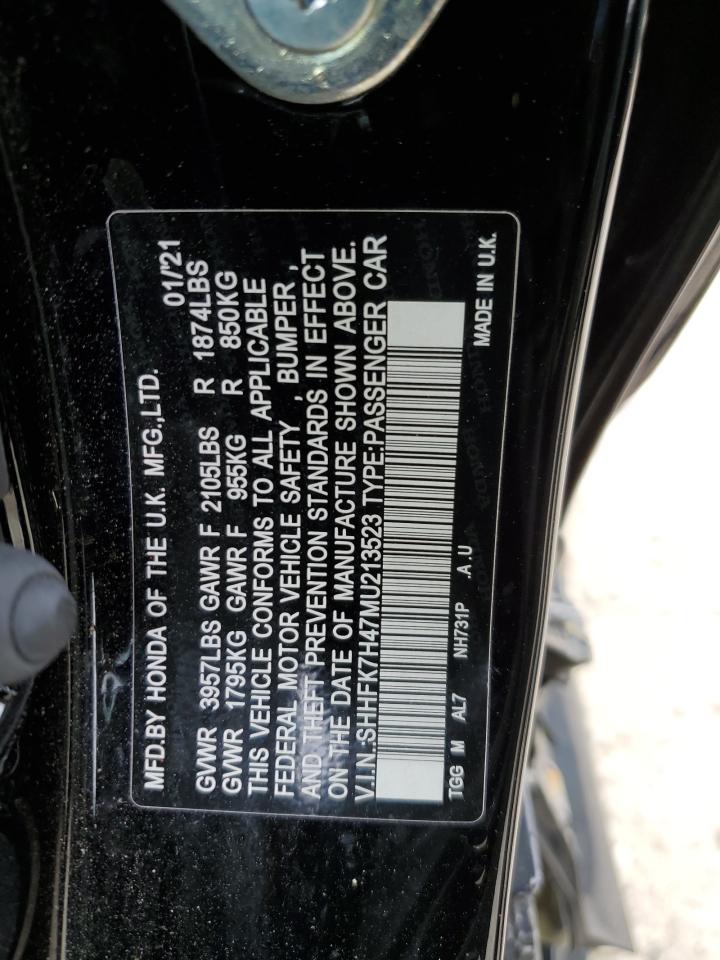 MFD.BY HONDA OF THE U.K. MFG.,LTD. 01/'21
GVWR 3957LBS GAWR F 2105LBS R 1874LBS
GVWR 1795KG GAWR F 955KG R 850KG
THIS VEHICLE CONFORMS TO ALL APPLICABLE
FEDERAL MOTOR VEHICLE SAFETY , BUMPER ,
AND THEFT PREVENTION STANDARDS IN EFFECT
ON THE DATE OF MANUFACTURE SHOWN ABOVE.
V.I.N.:SHHFK7H47MU213523 TYPE:PASSENGER CAR
TGG M AL7 NH731P .A.U MADE IN U.K.